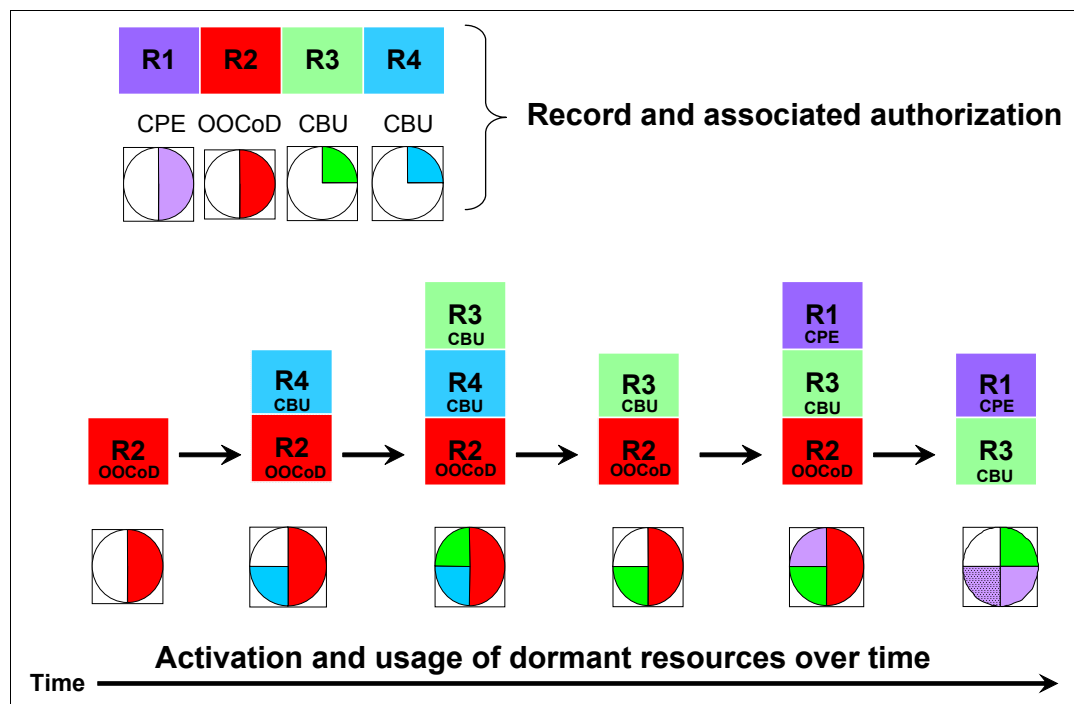 R1 R2 R3 R4
CPE OOCoD CBU CBU
Record and associated authorization
R2
OOCoD
R4
CBU
R2
OOCoD
R3
CBU
R4
CBU
R2
OOCoD
R3
CBU
R2
OOCoD
R1
CPE
R3
CBU
R2
OOCoD
R1
CPE
R3
CBU
Activation and usage of dormant resources over time
Time